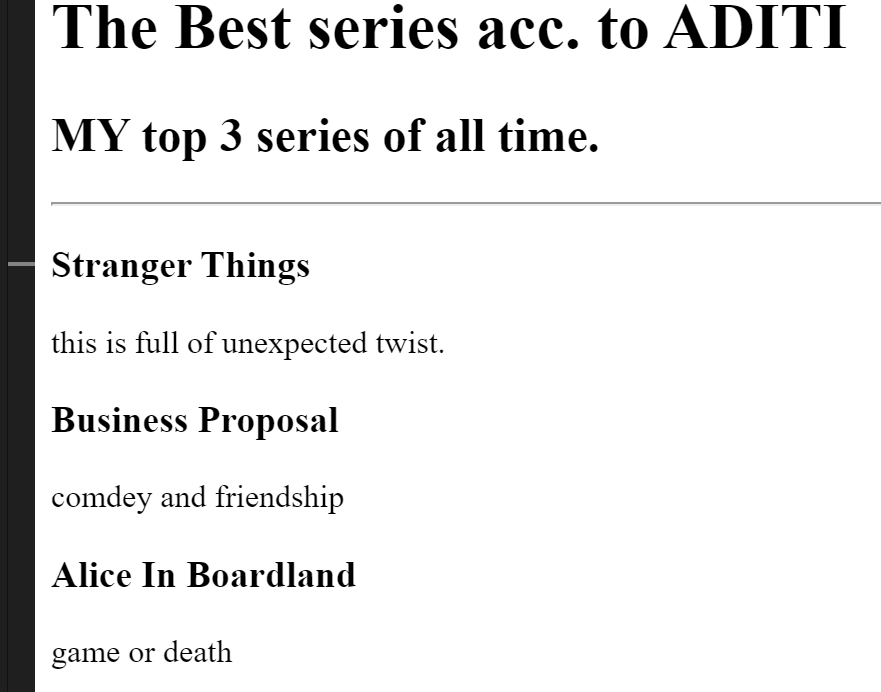 The Best series acc. to ADITI
MY top 3 series of all time.
Stranger Things
this is full of unexpected twist.
Business Proposal
comdey and friendship
Alice In Boardland
game or death